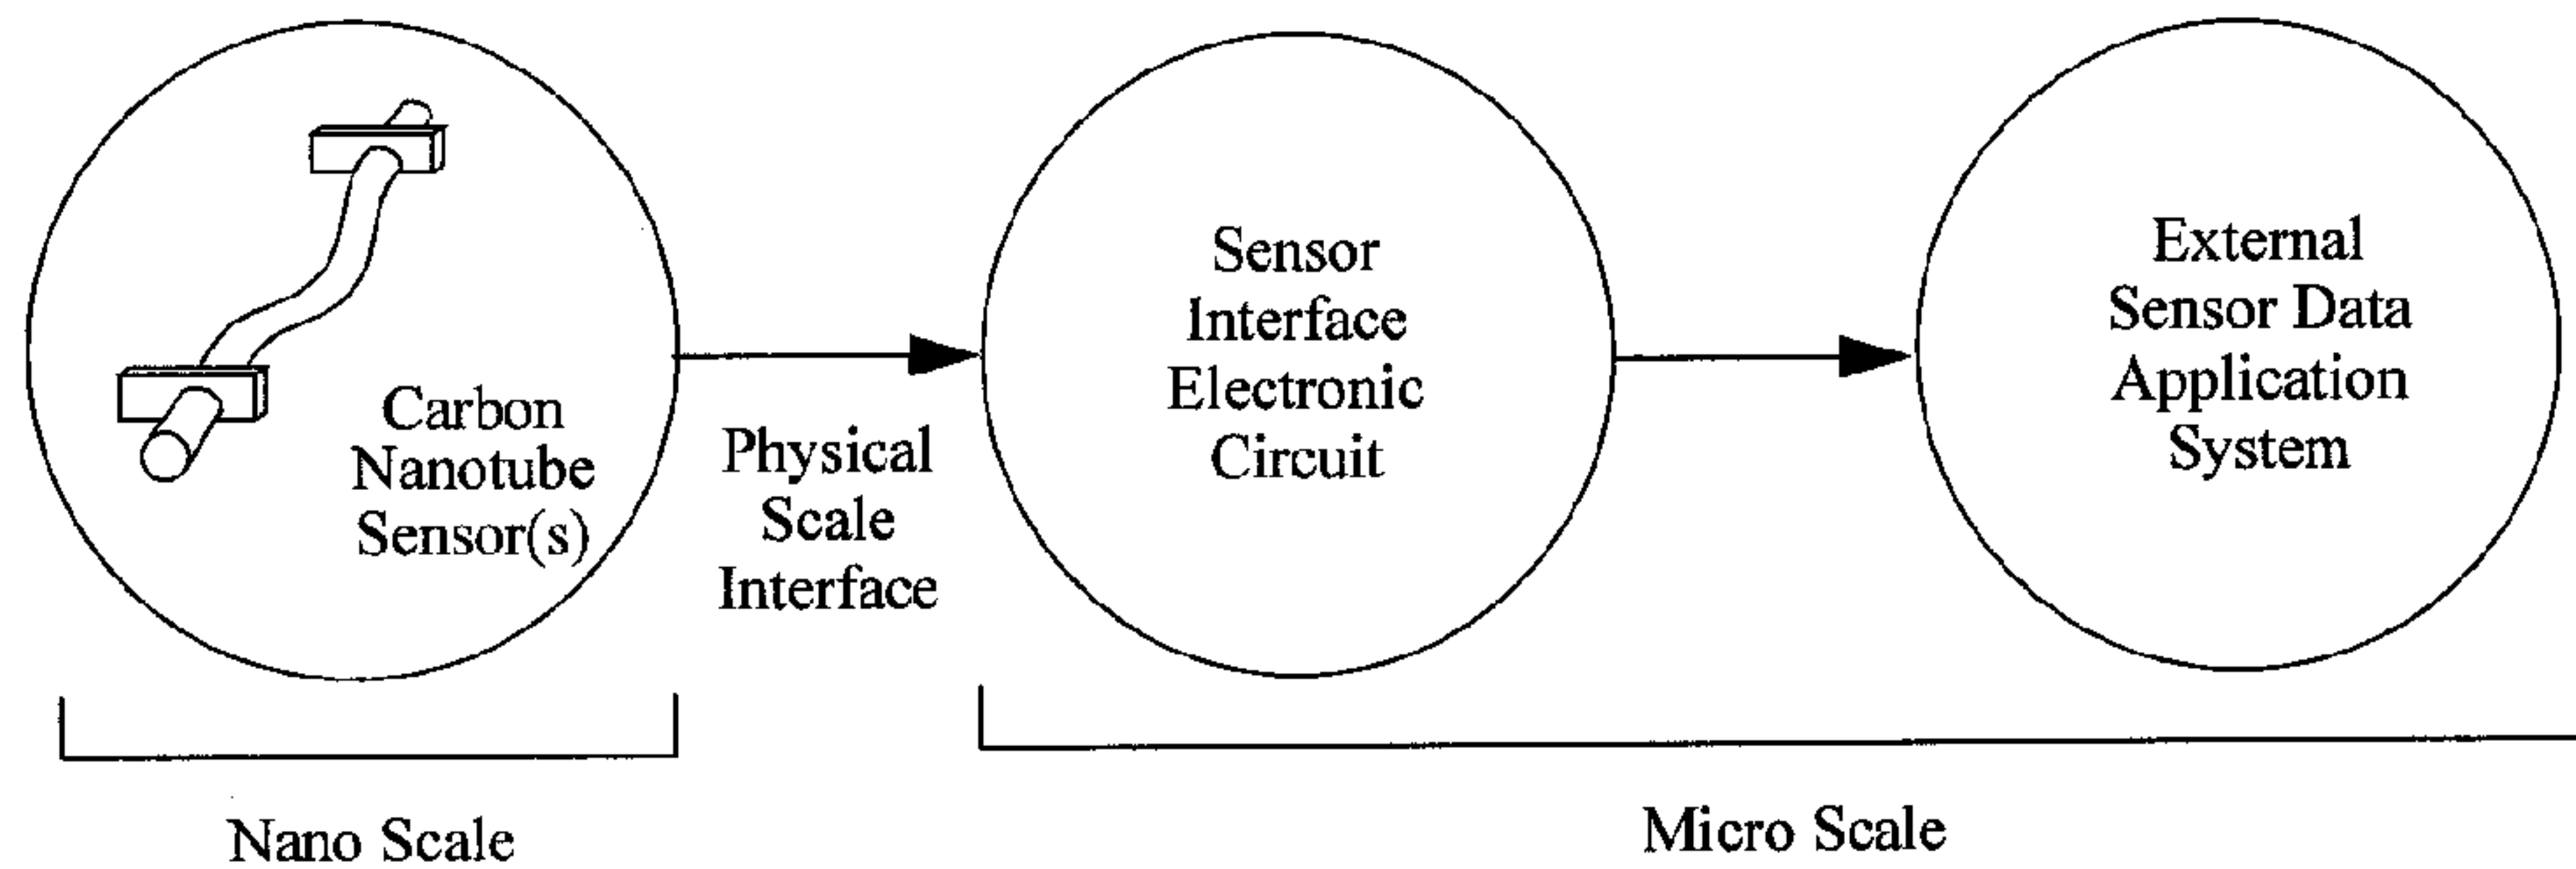 Carbon
Nanotube
Sensor(s)
Physical
Scale
Interface
Sensor
Interface
Electronic
Circuit
External
Sensor Data
Application
System
Nano Scale
Micro Scale